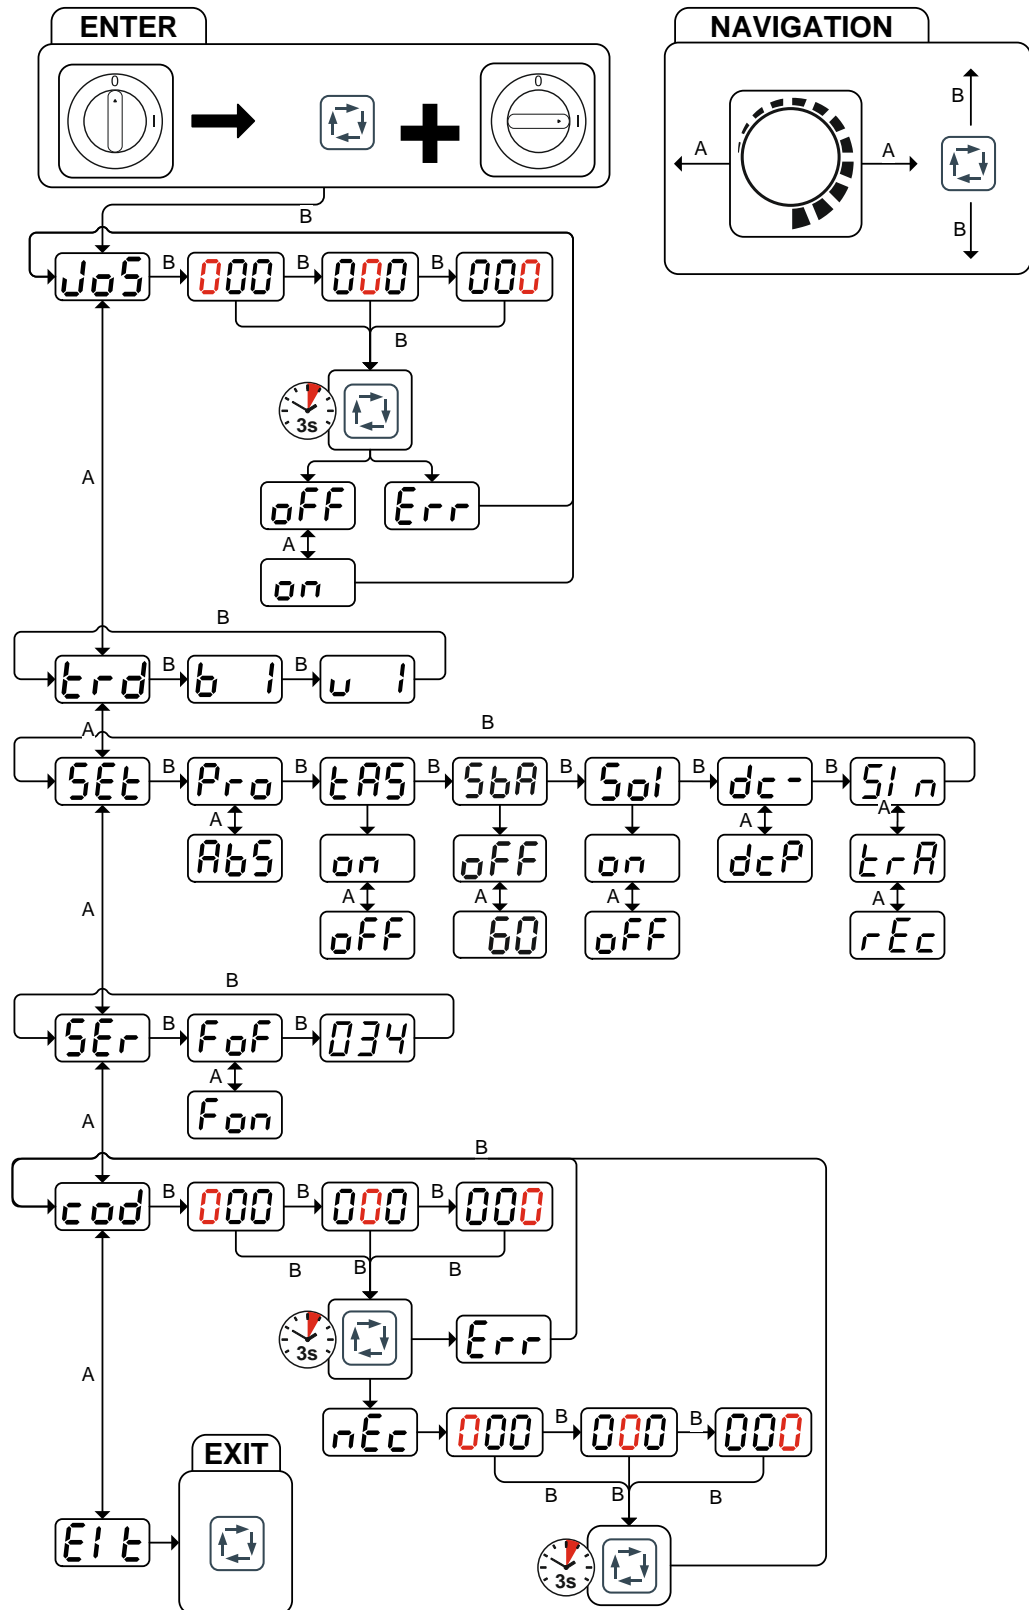 ENTER
NAVIGATION
0
I
0
I
B
A
A
B
B
JoS
B
000
B
000
B
000
B
3s
A
oFF
Err
A
on
B
trd
B
b 1
B
u 1
A
B
SEt
B
Pro
B
tAS
B
SbA
B
Sol
B
dc-
B
SIn
A
A
A
AbS
on
oFF
on
dcP
trA
A
A
A
A
A
oFF
60
oFF
rEc
B
SEr
B
FoF
B
034
A
A
Fon
B
cod
B
000
B
000
B
000
B
B
B
3s
Err
A
nEc
000
B
000
B
000
B
B
B
EXIT
EIt
3s